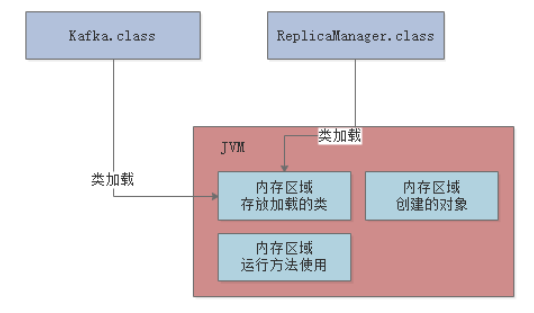 Kafka.class
ReplicaManager.class
类加载
JVM
类加载
内存区域
存放加载的类
内存区域
创建的对象
内存区域
运行方法使用